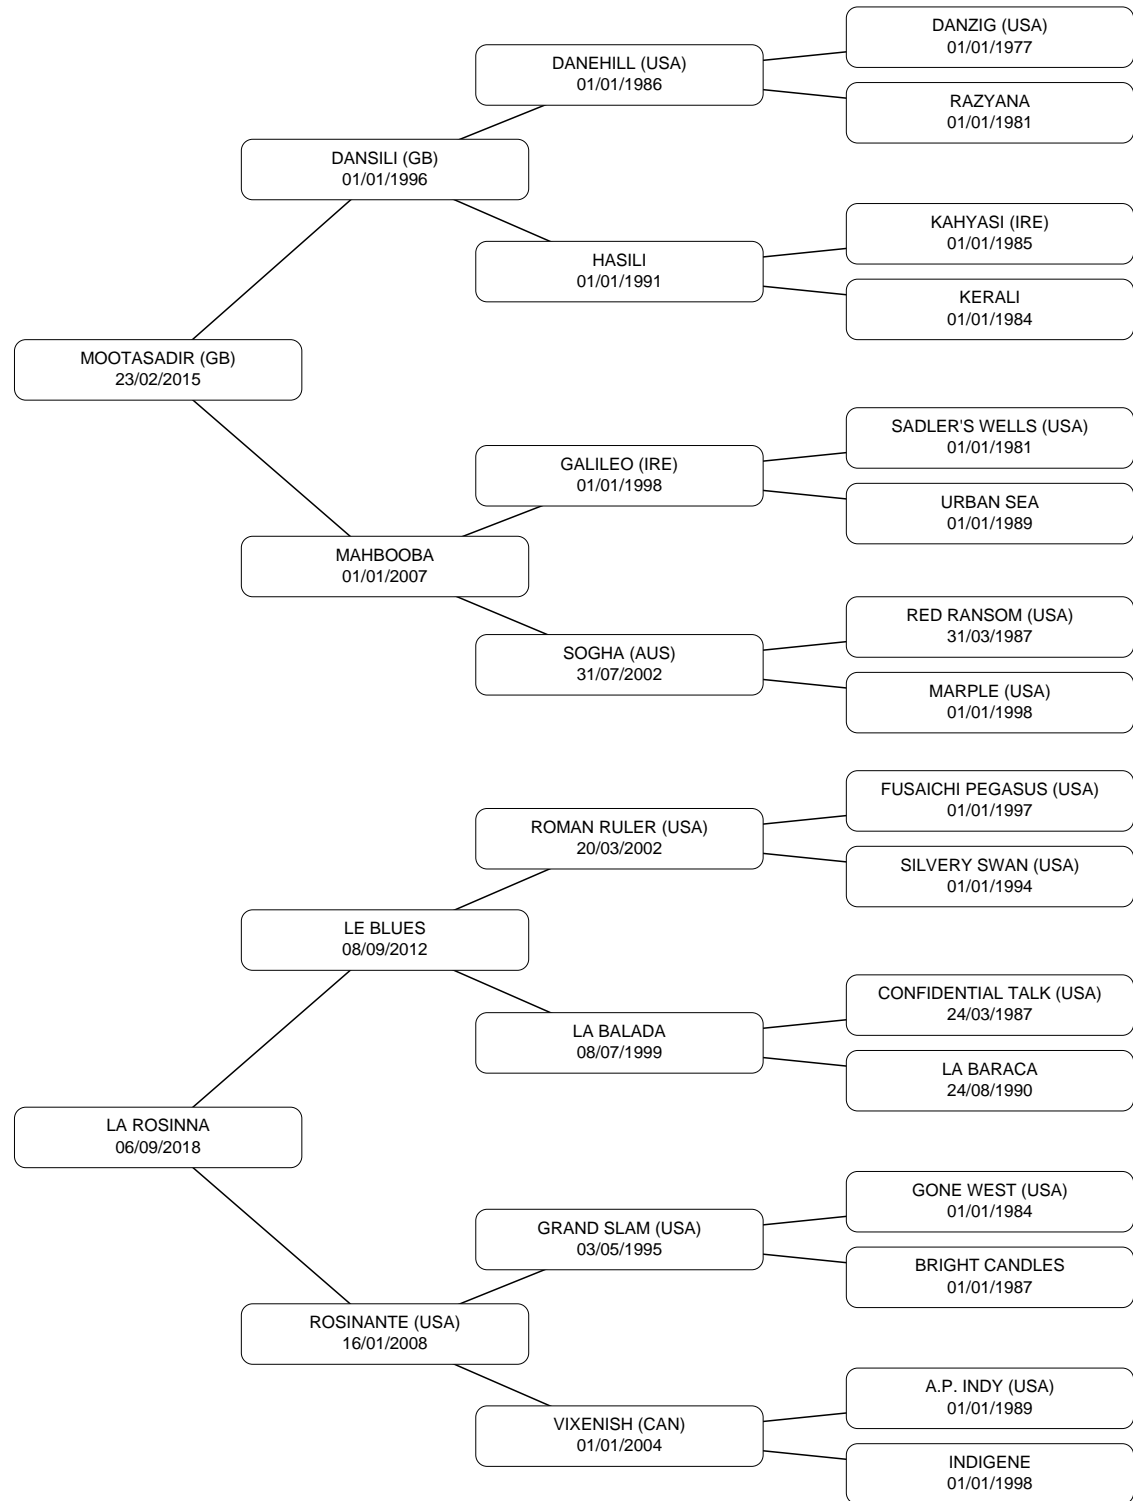 DANZIG (USA)
01/01/1977
DANEHILL (USA)
01/01/1986
RAZYANA
01/01/1981
DANSILI (GB)
01/01/1996
KAHYASI (IRE)
01/01/1985
HASILI
01/01/1991
KERALI
01/01/1984
MOOTASADIR (GB)
23/02/2015
SADLER'S WELLS (USA)
01/01/1981
GALILEO (IRE)
01/01/1998
URBAN SEA
01/01/1989
MAHBOOBA
01/01/2007
RED RANSOM (USA)
31/03/1987
SOGHA (AUS)
31/07/2002
MARPLE (USA)
01/01/1998
FUSAICHI PEGASUS (USA)
01/01/1997
ROMAN RULER (USA)
20/03/2002
SILVERY SWAN (USA)
01/01/1994
LE BLUES
08/09/2012
CONFIDENTIAL TALK (USA)
24/03/1987
LA BALADA
08/07/1999
LA BARACA
24/08/1990
LA ROSINNA
06/09/2018
GONE WEST (USA)
01/01/1984
GRAND SLAM (USA)
03/05/1995
BRIGHT CANDLES
01/01/1987
ROSINANTE (USA)
16/01/2008
A.P. INDY (USA)
01/01/1989
VIXENISH (CAN)
01/01/2004
INDIGENE
01/01/1998